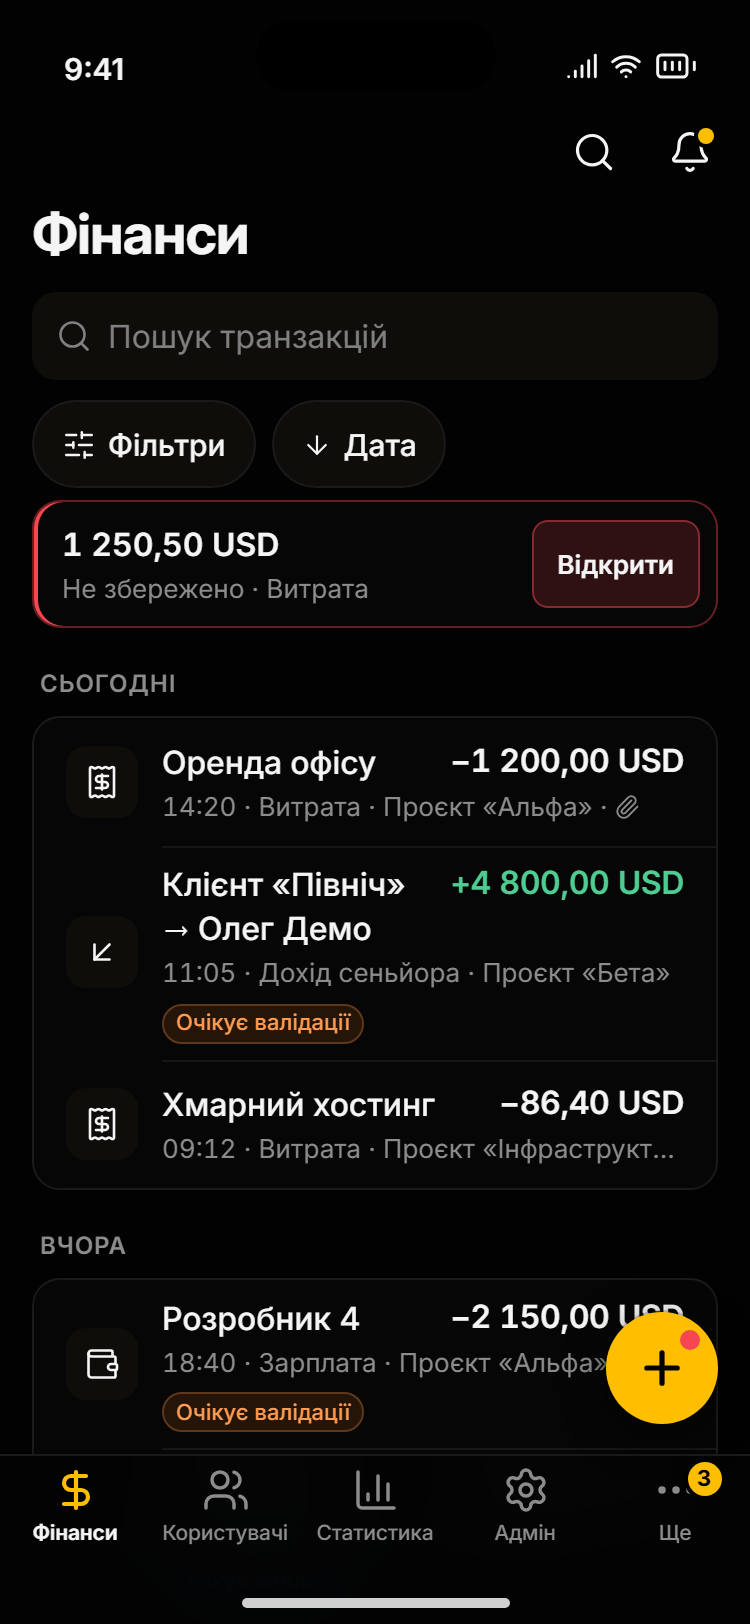 9:41
Фінанси
Пошук транзакцій
Фільтри
Дата
1 250,50 USD
Не збережено · Витрата
Відкрити
СЬОГОДНІ
Оренда офісу −1 200,00 USD
14:20 · Витрата · Проєкт «Альфа» ·
Клієнт «Північ» +4 800,00 USD
→ Олег Демо
11:05 · Дохід сеньйора · Проєкт «Бета»
Очікує валідації
Хмарний хостинг −86,40 USD
09:12 · Витрата · Проєкт «Інфраструкт...
ВЧОРА
Розробник 4 −2 150,00 USD
18:40 · Зарплата · Проєкт «Альфа»
Очікує валідації
3
Фінанси Користувачі Статистика Адмін Ще